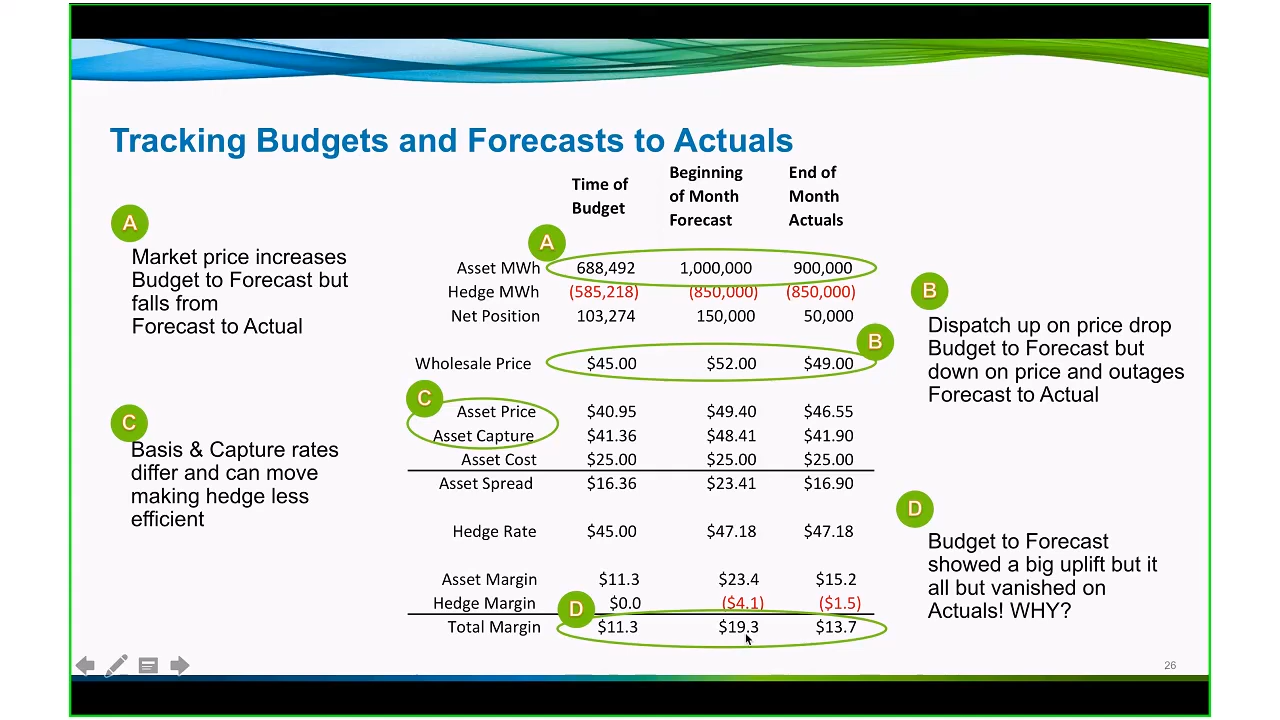 Tracking Budgets and Forecasts to Actuals
Time of
Budget
Beginning
of Month
Forecast
End of
Month
Actuals
A
Market price increases
Budget to Forecast but
falls from
Forecast to Actual
A
Asset MWh 688,492 1,000,000 900,000
Hedge MWh (585,218) (850,000) (850,000)
Net Position 103,274 150,000 50,000
B
Wholesale Price $45.00 $52.00 $49.00
C
Asset Price $40.95 $49.40 $46.55
Asset Capture $41.36 $48.41 $41.90
Asset Cost $25.00 $25.00 $25.00
Asset Spread $16.36 $23.41 $16.90
Hedge Rate $45.00 $47.18 $47.18
Asset Margin $11.3 $23.4 $15.2
Hedge Margin $0.0 ($4.1) ($1.5)
D
Total Margin $11.3 $19.3 $13.7
B
Dispatch up on price drop
Budget to Forecast but
down on price and outages
Forecast to Actual
C
Basis & Capture rates
differ and can move
making hedge less
efficient
D
Budget to Forecast
showed a big uplift but it
all but vanished on
Actuals! WHY?
26